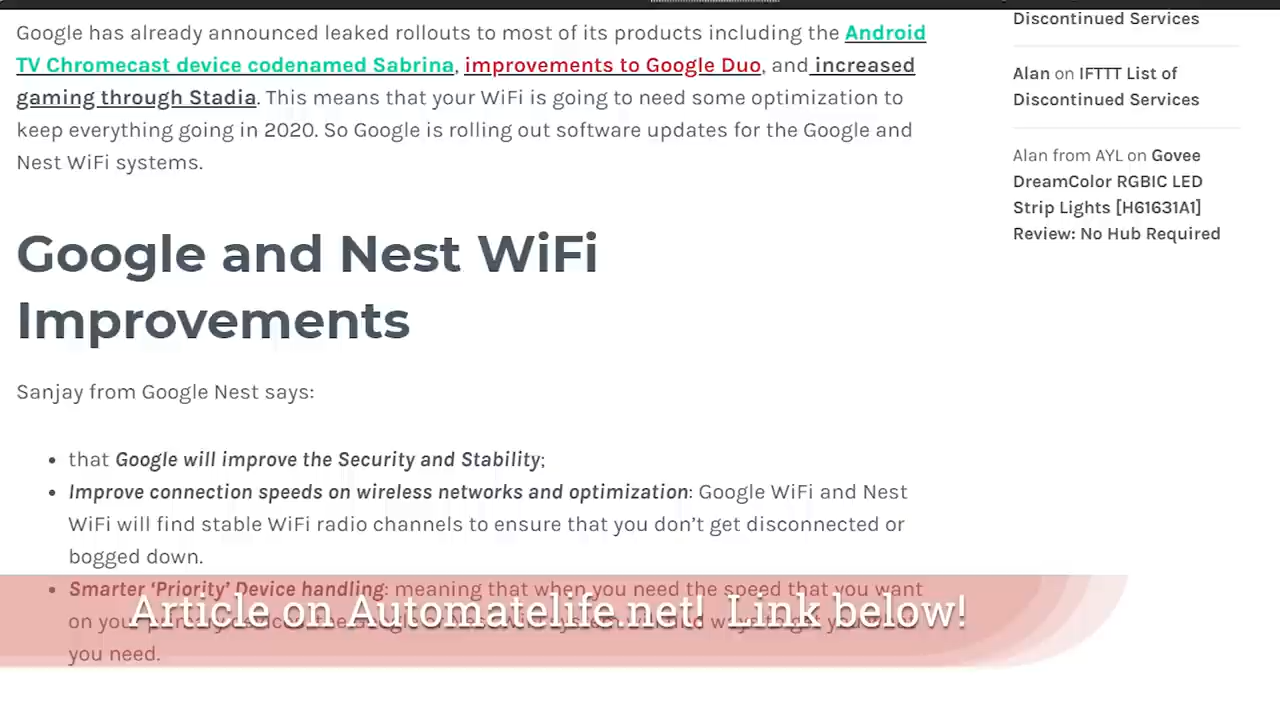 Google has already announced leaked rollouts to most of its products including the Android
TV Chromecast device codenamed Sabrina, improvements to Google Duo, and increased
gaming through Stadia. This means that your WiFi is going to need some optimization to
keep everything going in 2020. So Google is rolling out software updates for the Google and
Nest WiFi systems.
Google and Nest WiFi
Improvements
Sanjay from Google Nest says:
• that Google will improve the Security and Stability;
• Improve connection speeds on wireless networks and optimization: Google WiFi and Nest
WiFi will find stable WiFi radio channels to ensure that you don't get disconnected or
bogged down.
• Smarter 'Priority' Device handling: meaning that when you need the speed that you want
on your
you need.
Article on Automatelife.net! Link below!
Discontinued Services
Alan on IFTTT List of
Discontinued Services
Alan from AYL on Govee
DreamColor RGBIC LED
Strip Lights [H61631A1]
Review: No Hub Required